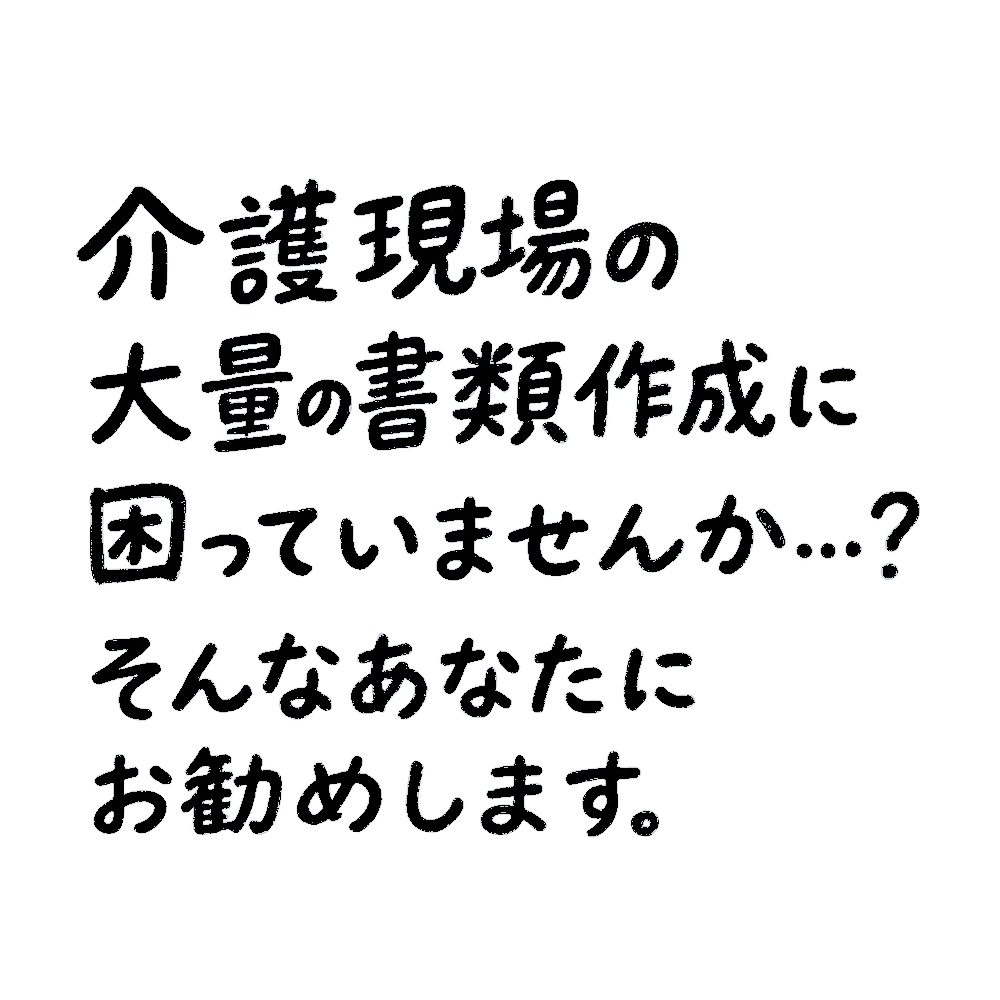 介護現場の
大量の書類作成に
困っていませんか…?
そんなあなたに
お勧めします。